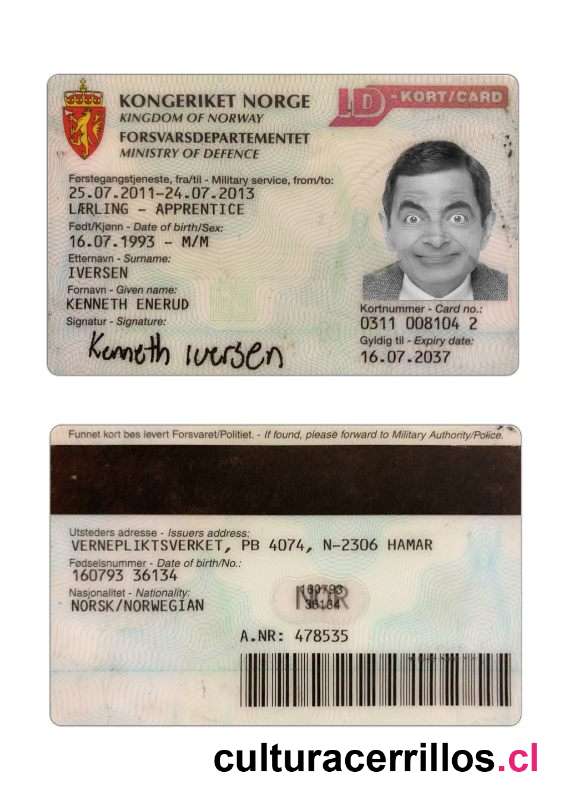 KONGERIKET NORGE
KINGDOM OF NORWAY
FORSVARSDEPARTEMENTET
MINISTRY OF DEFENCE
ID-KORT/CARD
Førstegangstjeneste, fra/til - Military service, from/to:
25.07.2011-24.07.2013
LÆRLING - APPRENTICE
Født/Kjønn - Date of birth/Sex:
16.07.1993 - M/M
Etternavn - Surname:
IVERSEN
Fornavn - Given name:
KENNETH ENERUD
Signatur - Signature:
Kenneth Iversen
Kortnummer - Card no.:
0311 008104 2
Gyldig til - Expiry date:
16.07.2037
Funnet kort bes levert Forsvaret/Politiet. - If found, please forward to Military Authority/Police.
Utsteders adresse - Issuers address:
VERNEPLIKTSVERKET, PB 4074, N-2306 HAMAR
Fødselsnummer - Date of birth/No.:
160793 36134
Nasjonalitet - Nationality:
NORSK/NORWEGIAN
NOR
160793
36134
A.NR: 478535
culturacerrillos.cl